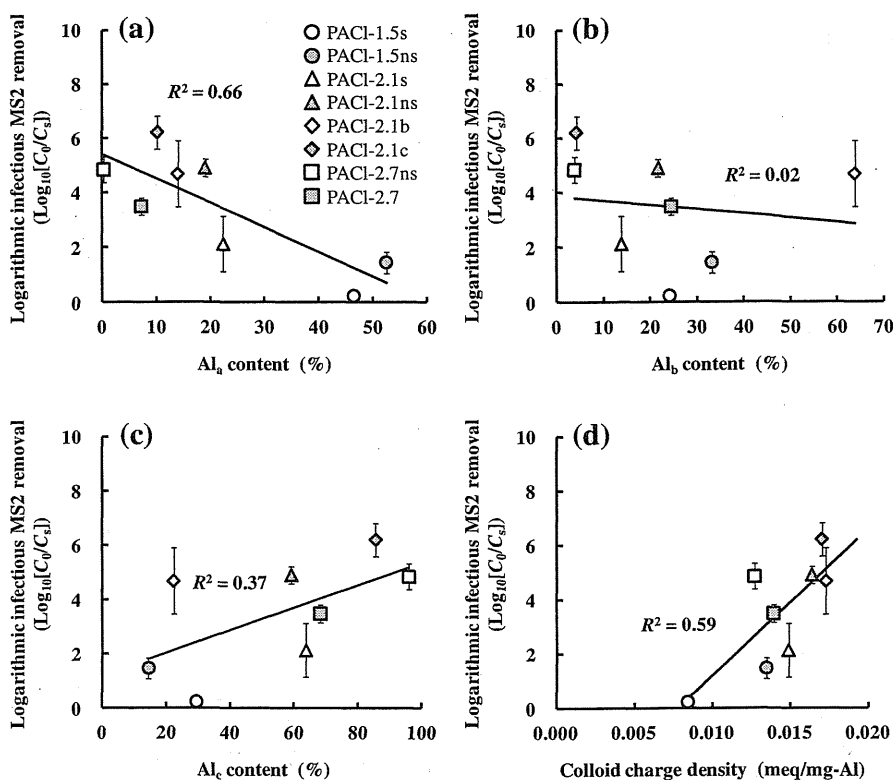 (a)
10
8
6
4
2
0
0 10 20 30 40 50 60
Logarithmic infectious MS2 removal
(Log10[C0/Cs])
Ala content (%)
R2 = 0.66
PACl-1.5s
PACl-1.5ns
PACl-2.1s
PACl-2.1ns
PACl-2.1b
PACl-2.1c
PACl-2.7ns
PACl-2.7
(b)
10
8
6
4
2
0
0 10 20 30 40 50 60 70
Logarithmic infectious MS2 removal
(Log10[C0/Cs])
Alb content (%)
R2 = 0.02
(c)
10
8
6
4
2
0
0 20 40 60 80 100
Logarithmic infectious MS2 removal
(Log10[C0/Cs])
Alc content (%)
R2 = 0.37
(d)
10
8
6
4
2
0
0.000 0.005 0.010 0.015 0.020
Logarithmic infectious MS2 removal
(Log10[C0/Cs])
Colloid charge density (meq/mg-Al)
R2 = 0.59